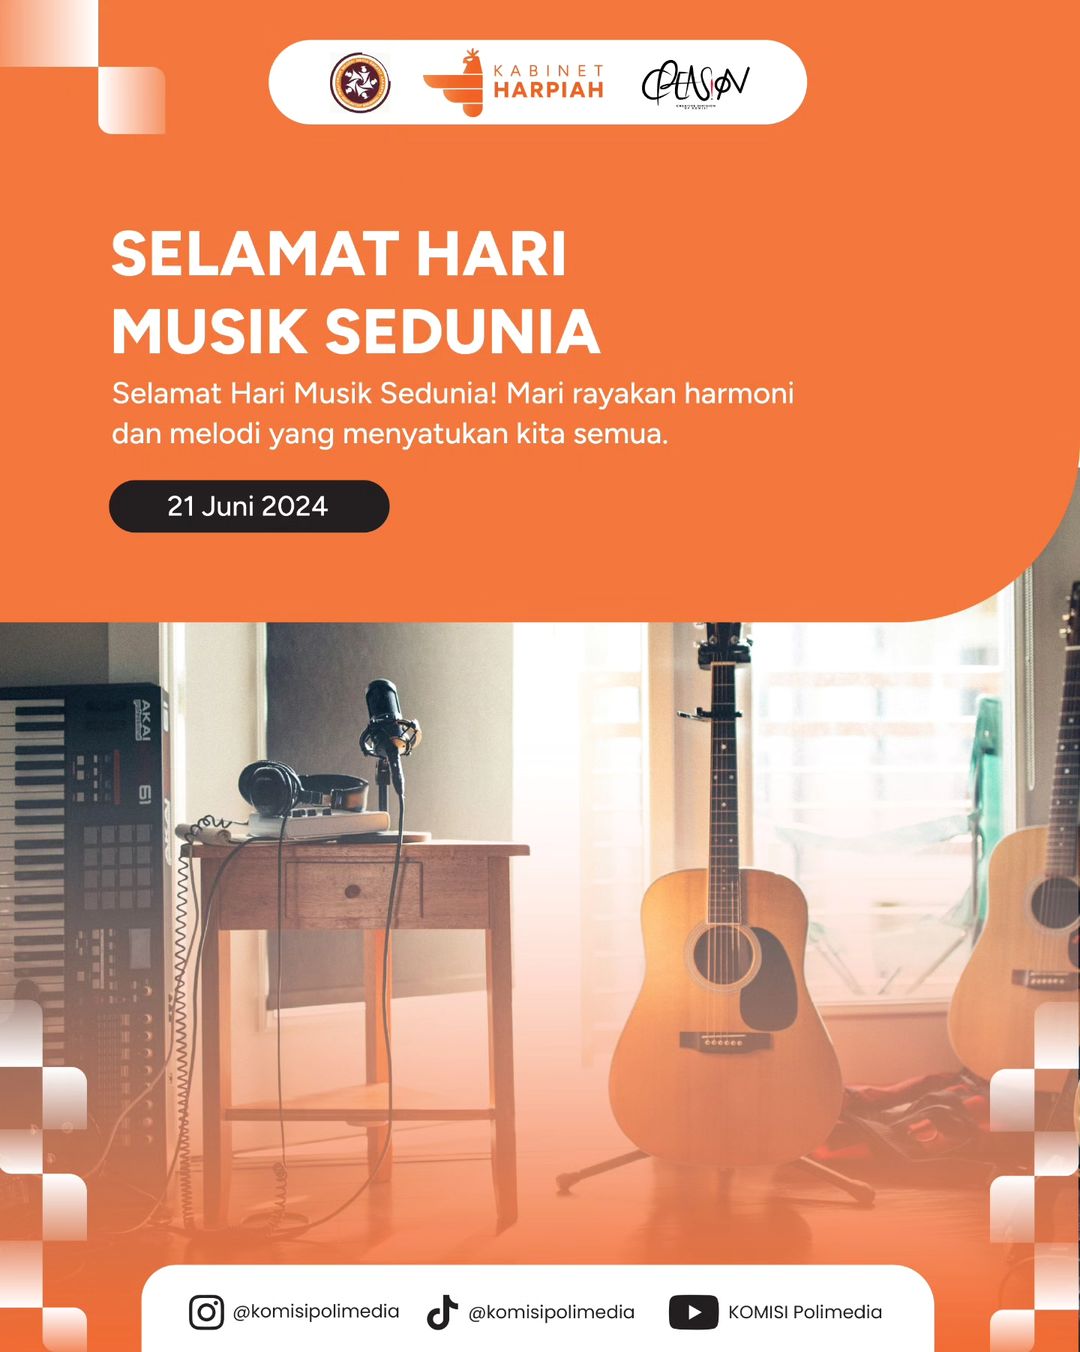 KABINET
HARPIAH
CREASION
SELAMAT HARI
MUSIK SEDUNIA
Selamat Hari Musik Sedunia! Mari rayakan harmoni
dan melodi yang menyatukan kita semua.
21 Juni 2024
AKAI
61
@komisipolimedia
@komisipolimedia
KOMISI Polimedia